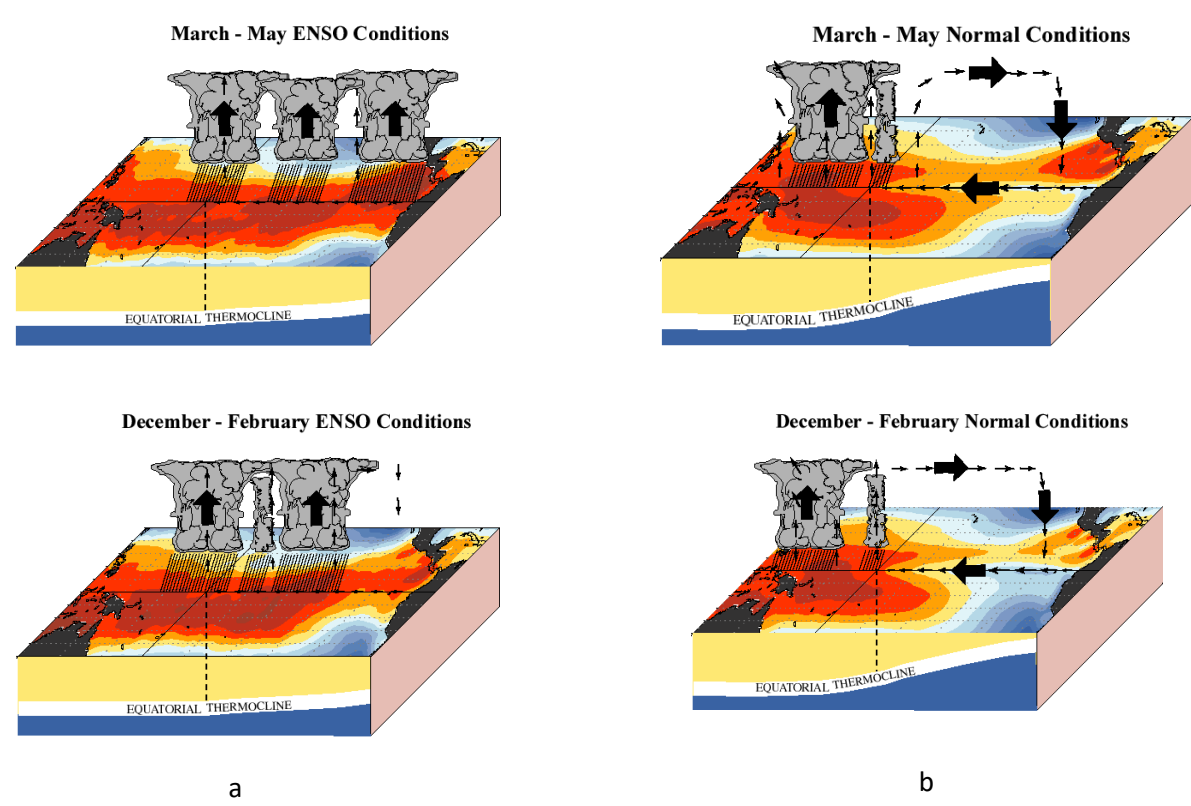 March - May ENSO Conditions
March - May Normal Conditions
EQUATORIAL THERMOCLINE
EQUATORIAL THERMOCLINE
December - February ENSO Conditions
December - February Normal Conditions
EQUATORIAL THERMOCLINE
EQUATORIAL THERMOCLINE
a
b